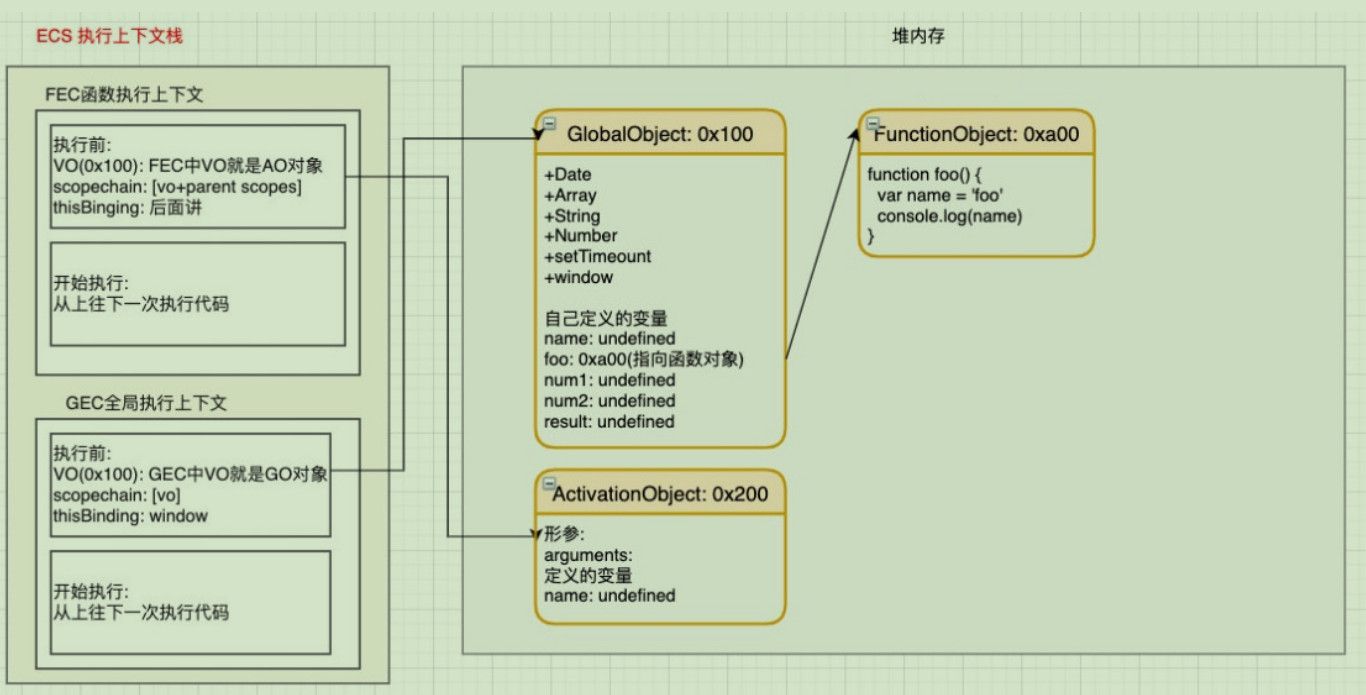 ECS 执行上下文栈
FEC函数执行上下文
执行前:
VO(0x100): FEC中VO就是AO对象
scopechain: [vo+parent scopes]
thisBinging: 后面讲
开始执行:
从上往下一次执行代码
GEC全局执行上下文
执行前:
VO(0x100): GEC中VO就是GO对象
scopechain: [vo]
thisBinding: window
开始执行:
从上往下一次执行代码
堆内存
GlobalObject: 0x100
+Date
+Array
+String
+Number
+setTimeount
+window
自己定义的变量
name: undefined
foo: 0xa00(指向函数对象)
num1: undefined
num2: undefined
result: undefined
ActivationObject: 0x200
形参:
arguments:
定义的变量
name: undefined
FunctionObject: 0xa00
function foo() {
var name = 'foo'
console.log(name)
}